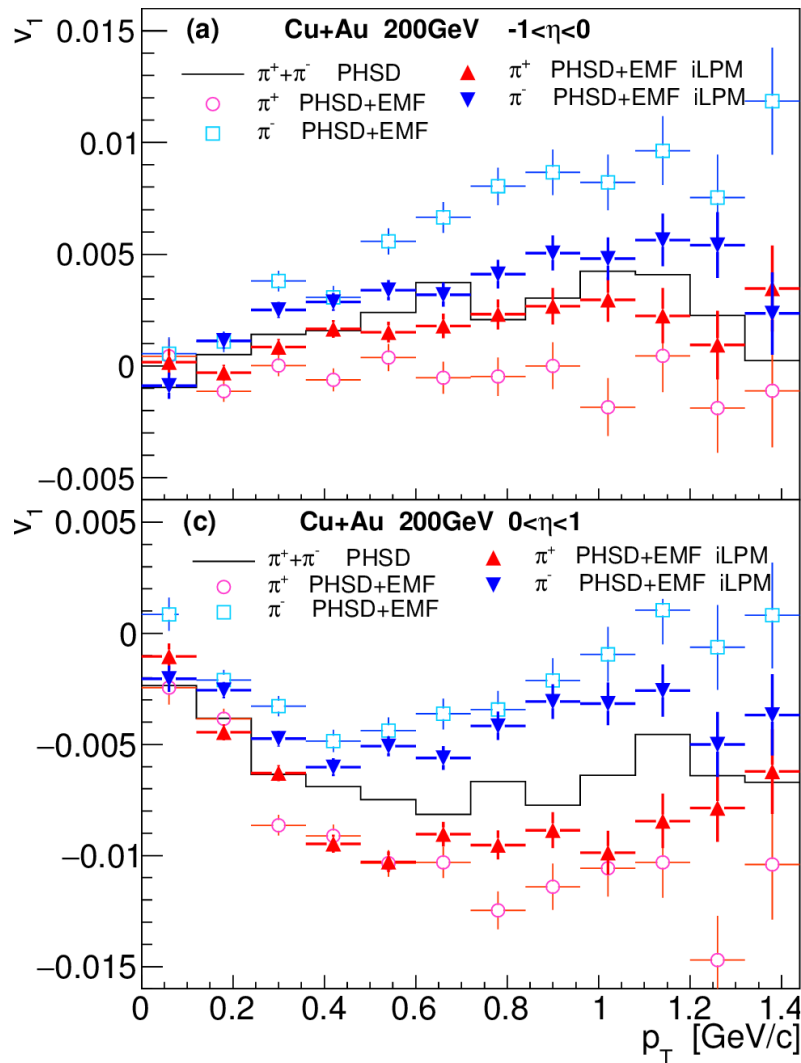 v₁
0.015
(a) Cu+Au 200GeV -1<η<0
π⁺+π⁻ PHSD
π⁺ PHSD+EMF iLPM
π⁺ PHSD+EMF
π⁻ PHSD+EMF iLPM
π⁻ PHSD+EMF
0.01
0.005
0
−0.005
v₁
0.005
(c) Cu+Au 200GeV 0<η<1
π⁺+π⁻ PHSD
π⁺ PHSD+EMF iLPM
π⁺ PHSD+EMF
π⁻ PHSD+EMF iLPM
π⁻ PHSD+EMF
0
−0.005
−0.01
−0.015
0 0.2 0.4 0.6 0.8 1 1.2 1.4
p_T [GeV/c]